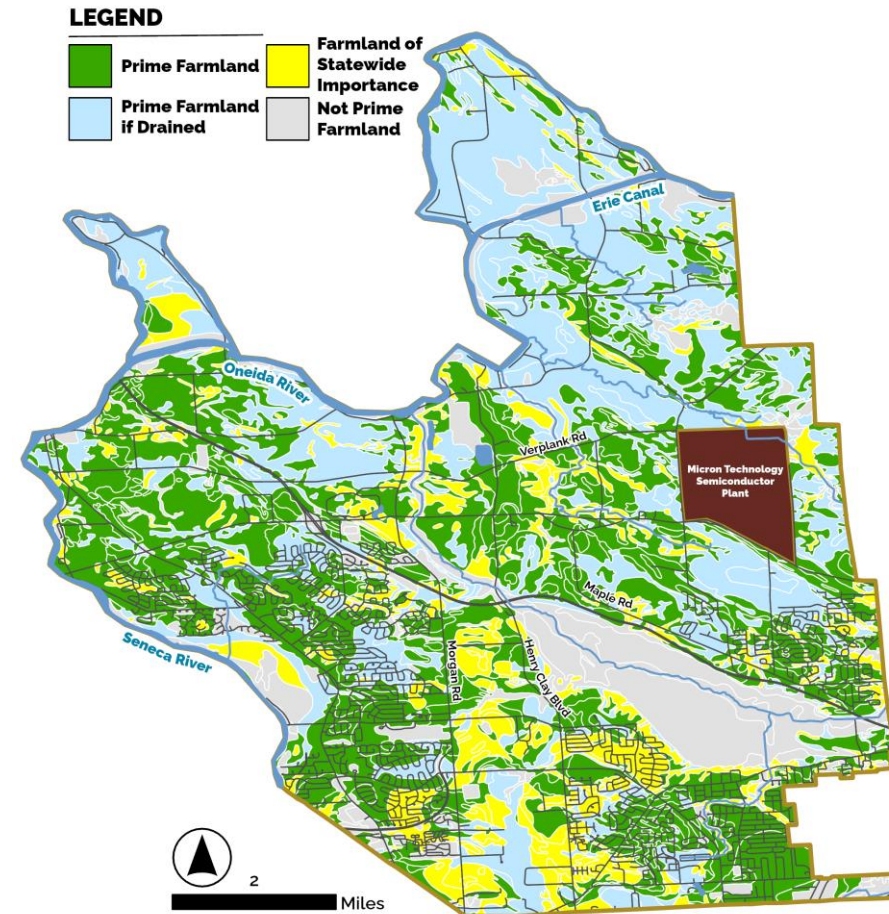 LEGEND
Prime Farmland
Farmland of
Statewide
Importance
Prime Farmland
if Drained
Not Prime
Farmland
Erie Canal
Oneida River
Verplank Rd
Micron Technology
Semiconductor
Plant
Maple Rd
Seneca River
Morgan Rd
Henry Clay Blvd
2
Miles